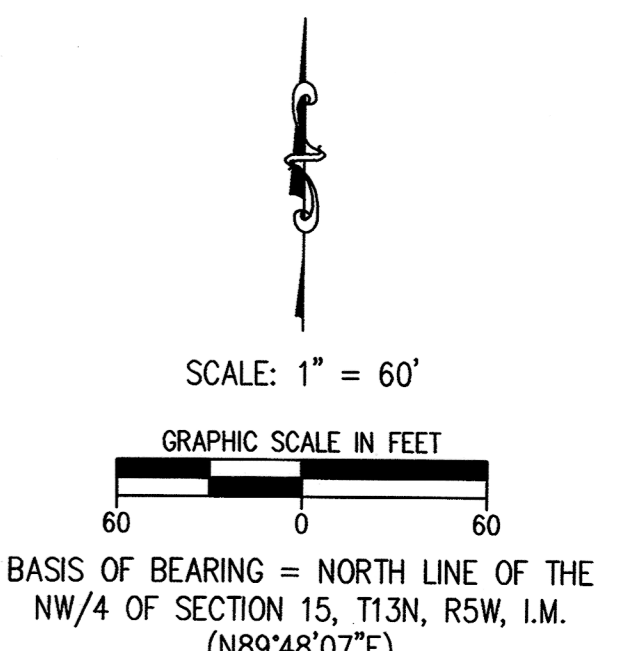 SCALE: 1" = 60'
GRAPHIC SCALE IN FEET
60 0 60
BASIS OF BEARING = NORTH LINE OF THE
NW/4 OF SECTION 15, T13N, R5W, I.M.
(N89°48'07"E)